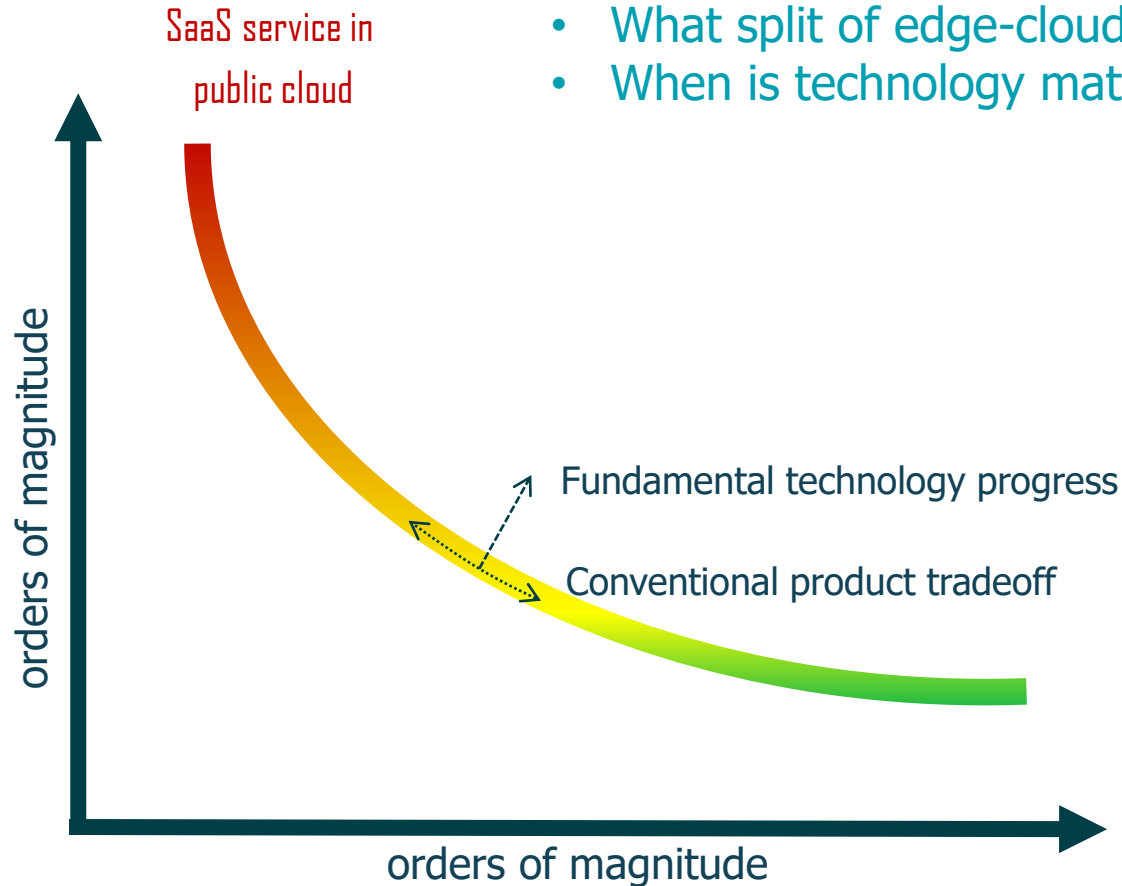 SaaS service in
public cloud
• What split of edge-cloud
• When is technology mat
orders of magnitude
Fundamental technology progress
Conventional product tradeoff
orders of magnitude